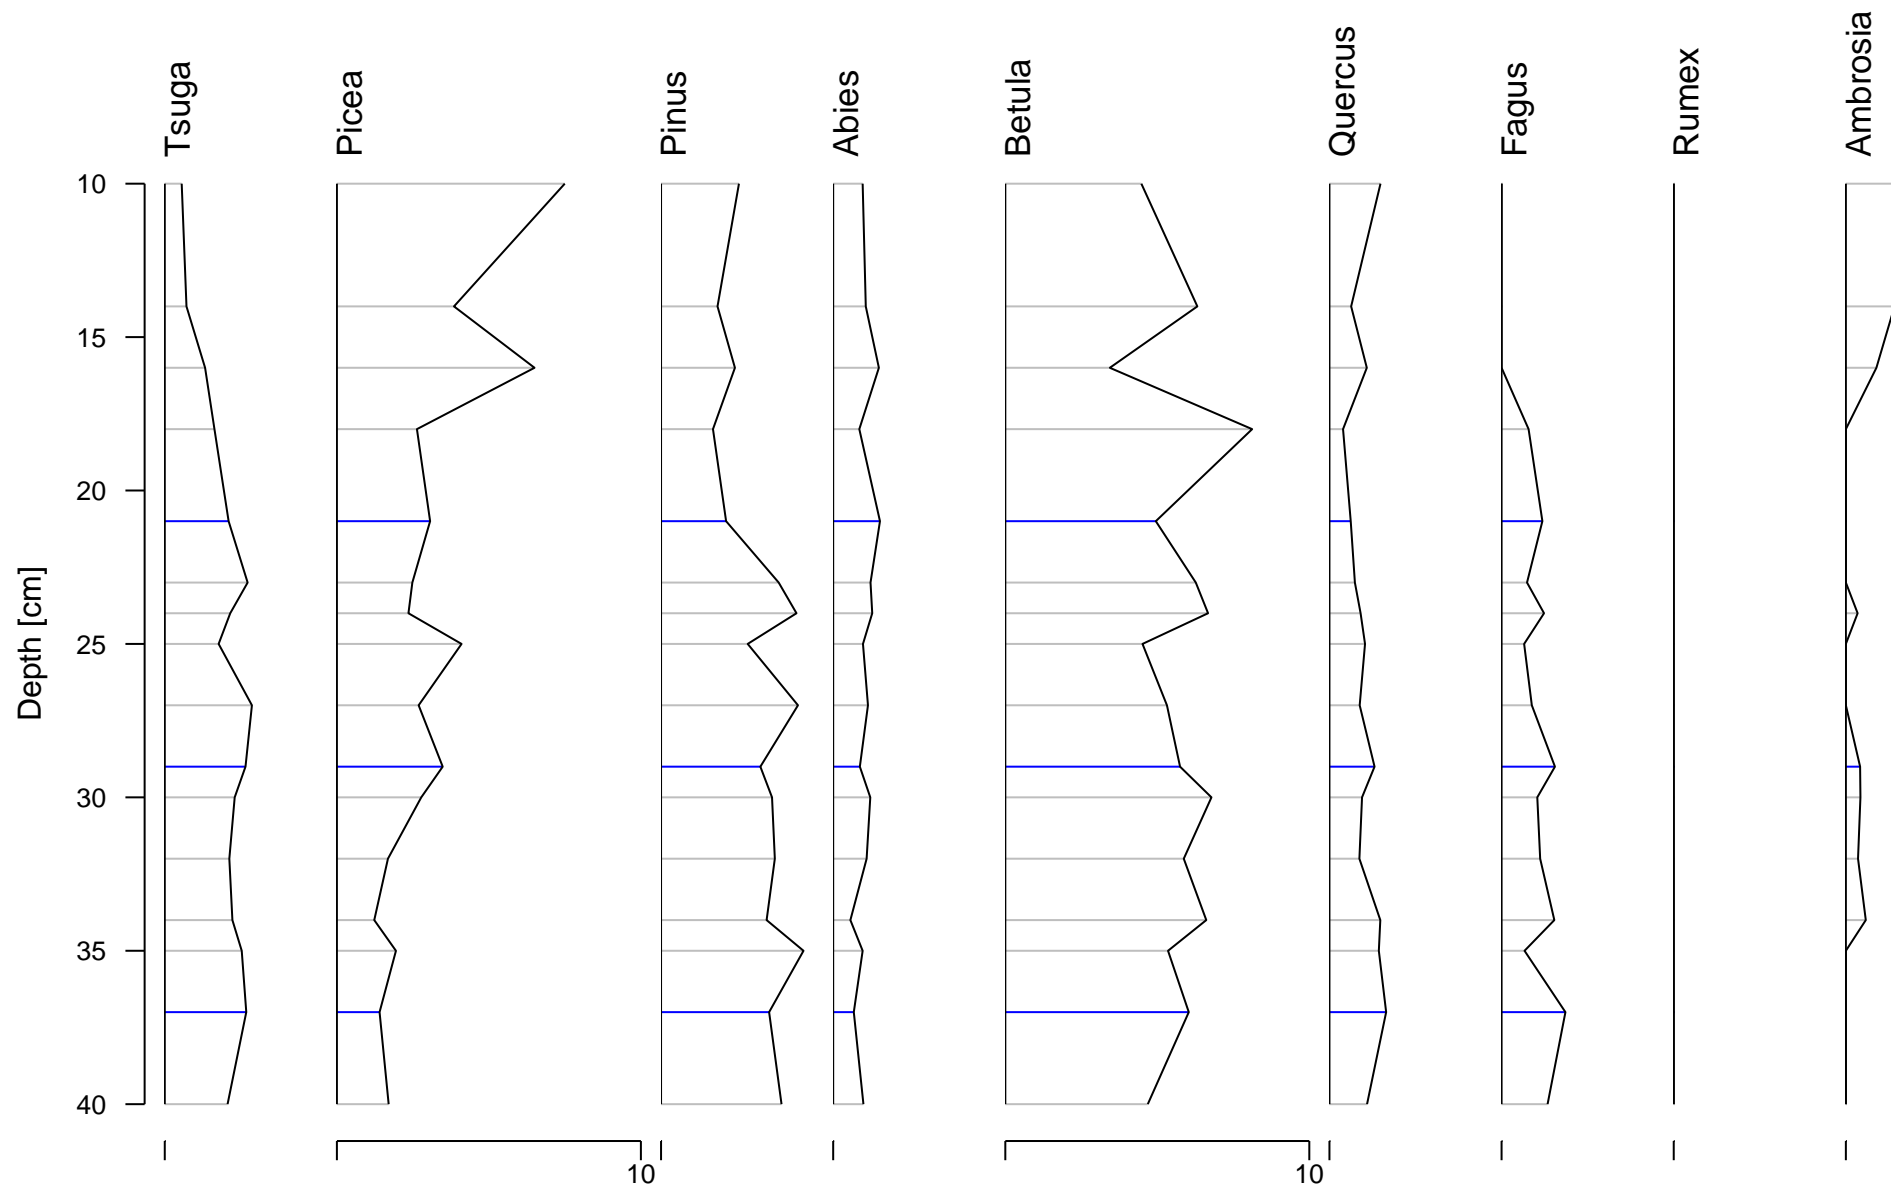 Tsuga
Picea
Pinus
Abies
Betula
Quercus
Fagus
Rumex
Ambrosia
Depth [cm]
10
15
20
25
30
35
40
10
10